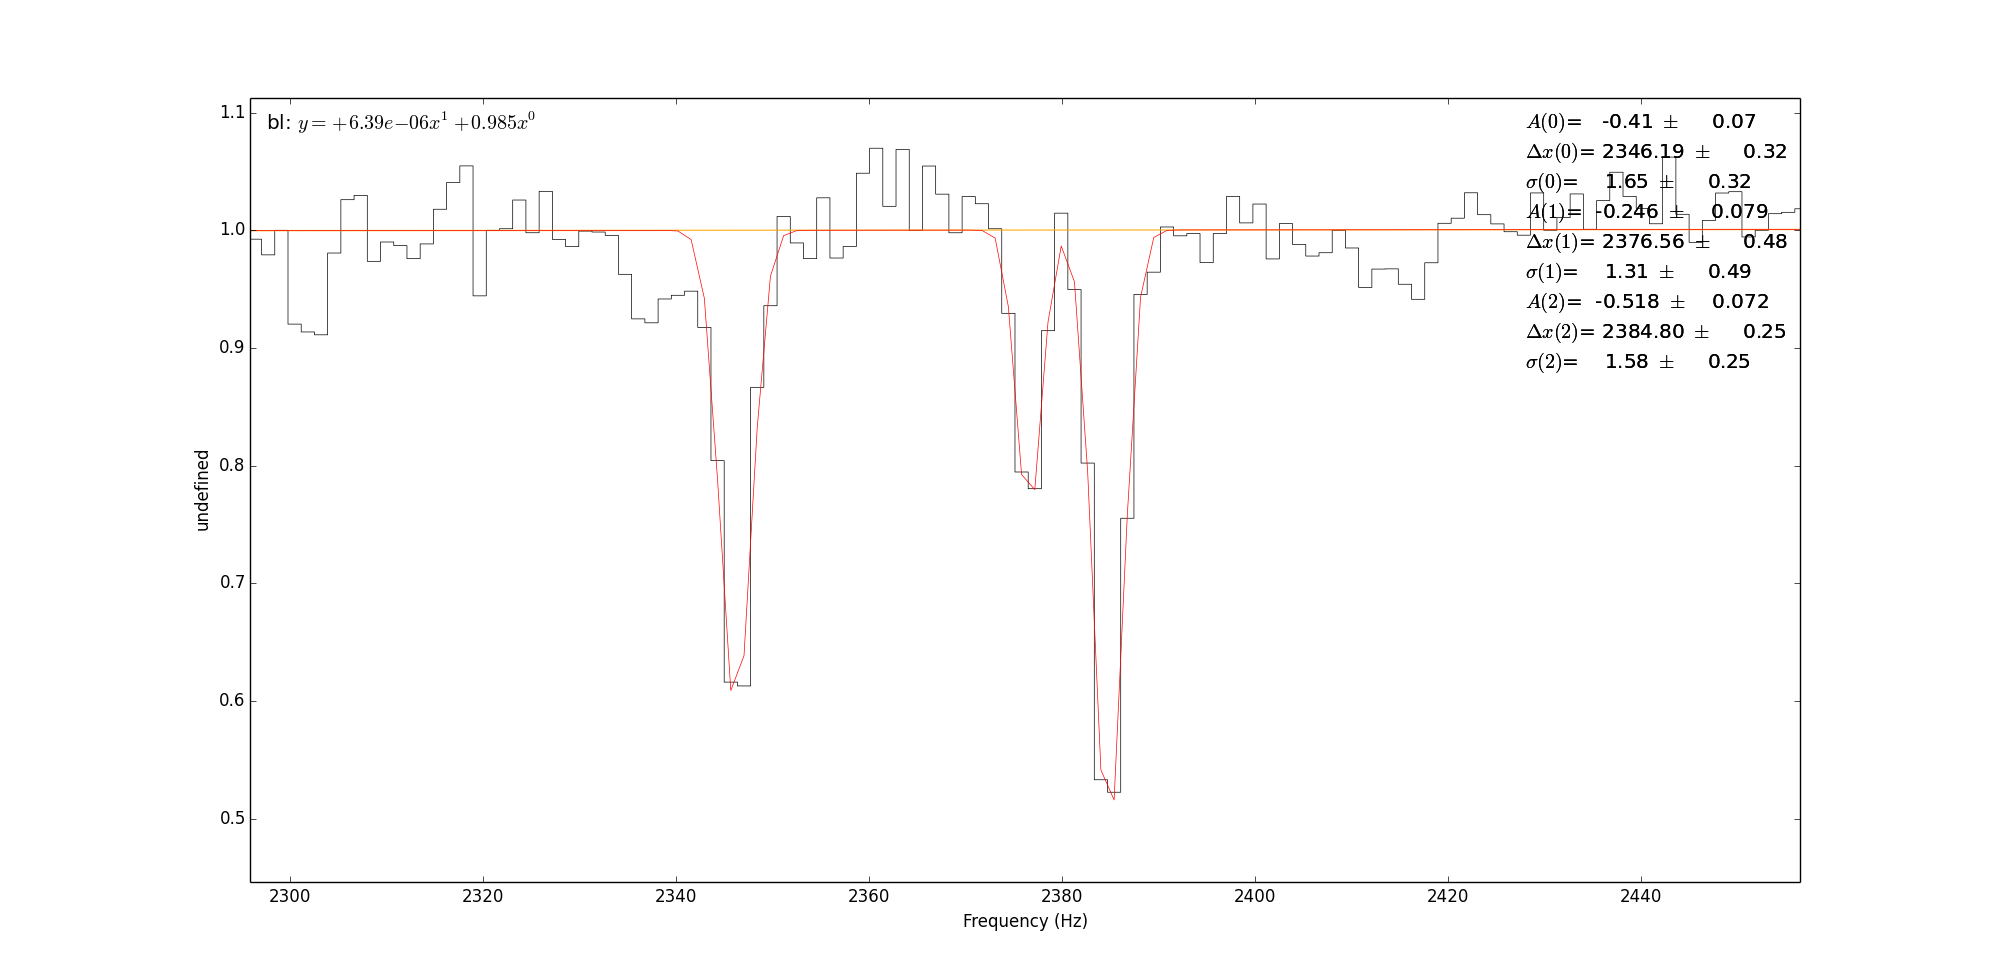 bl: y = +6.39e−06x^1 +0.985x^0
A(0)= -0.41 ± 0.07
Δx(0)= 2346.19 ± 0.32
σ(0)= 1.65 ± 0.32
A(1)= -0.246 ± 0.079
Δx(1)= 2376.56 ± 0.48
σ(1)= 1.31 ± 0.49
A(2)= -0.518 ± 0.072
Δx(2)= 2384.80 ± 0.25
σ(2)= 1.58 ± 0.25
1.1
1.0
0.9
0.8
0.7
0.6
0.5
undefined
2300 2320 2340 2360 2380 2400 2420 2440
Frequency (Hz)